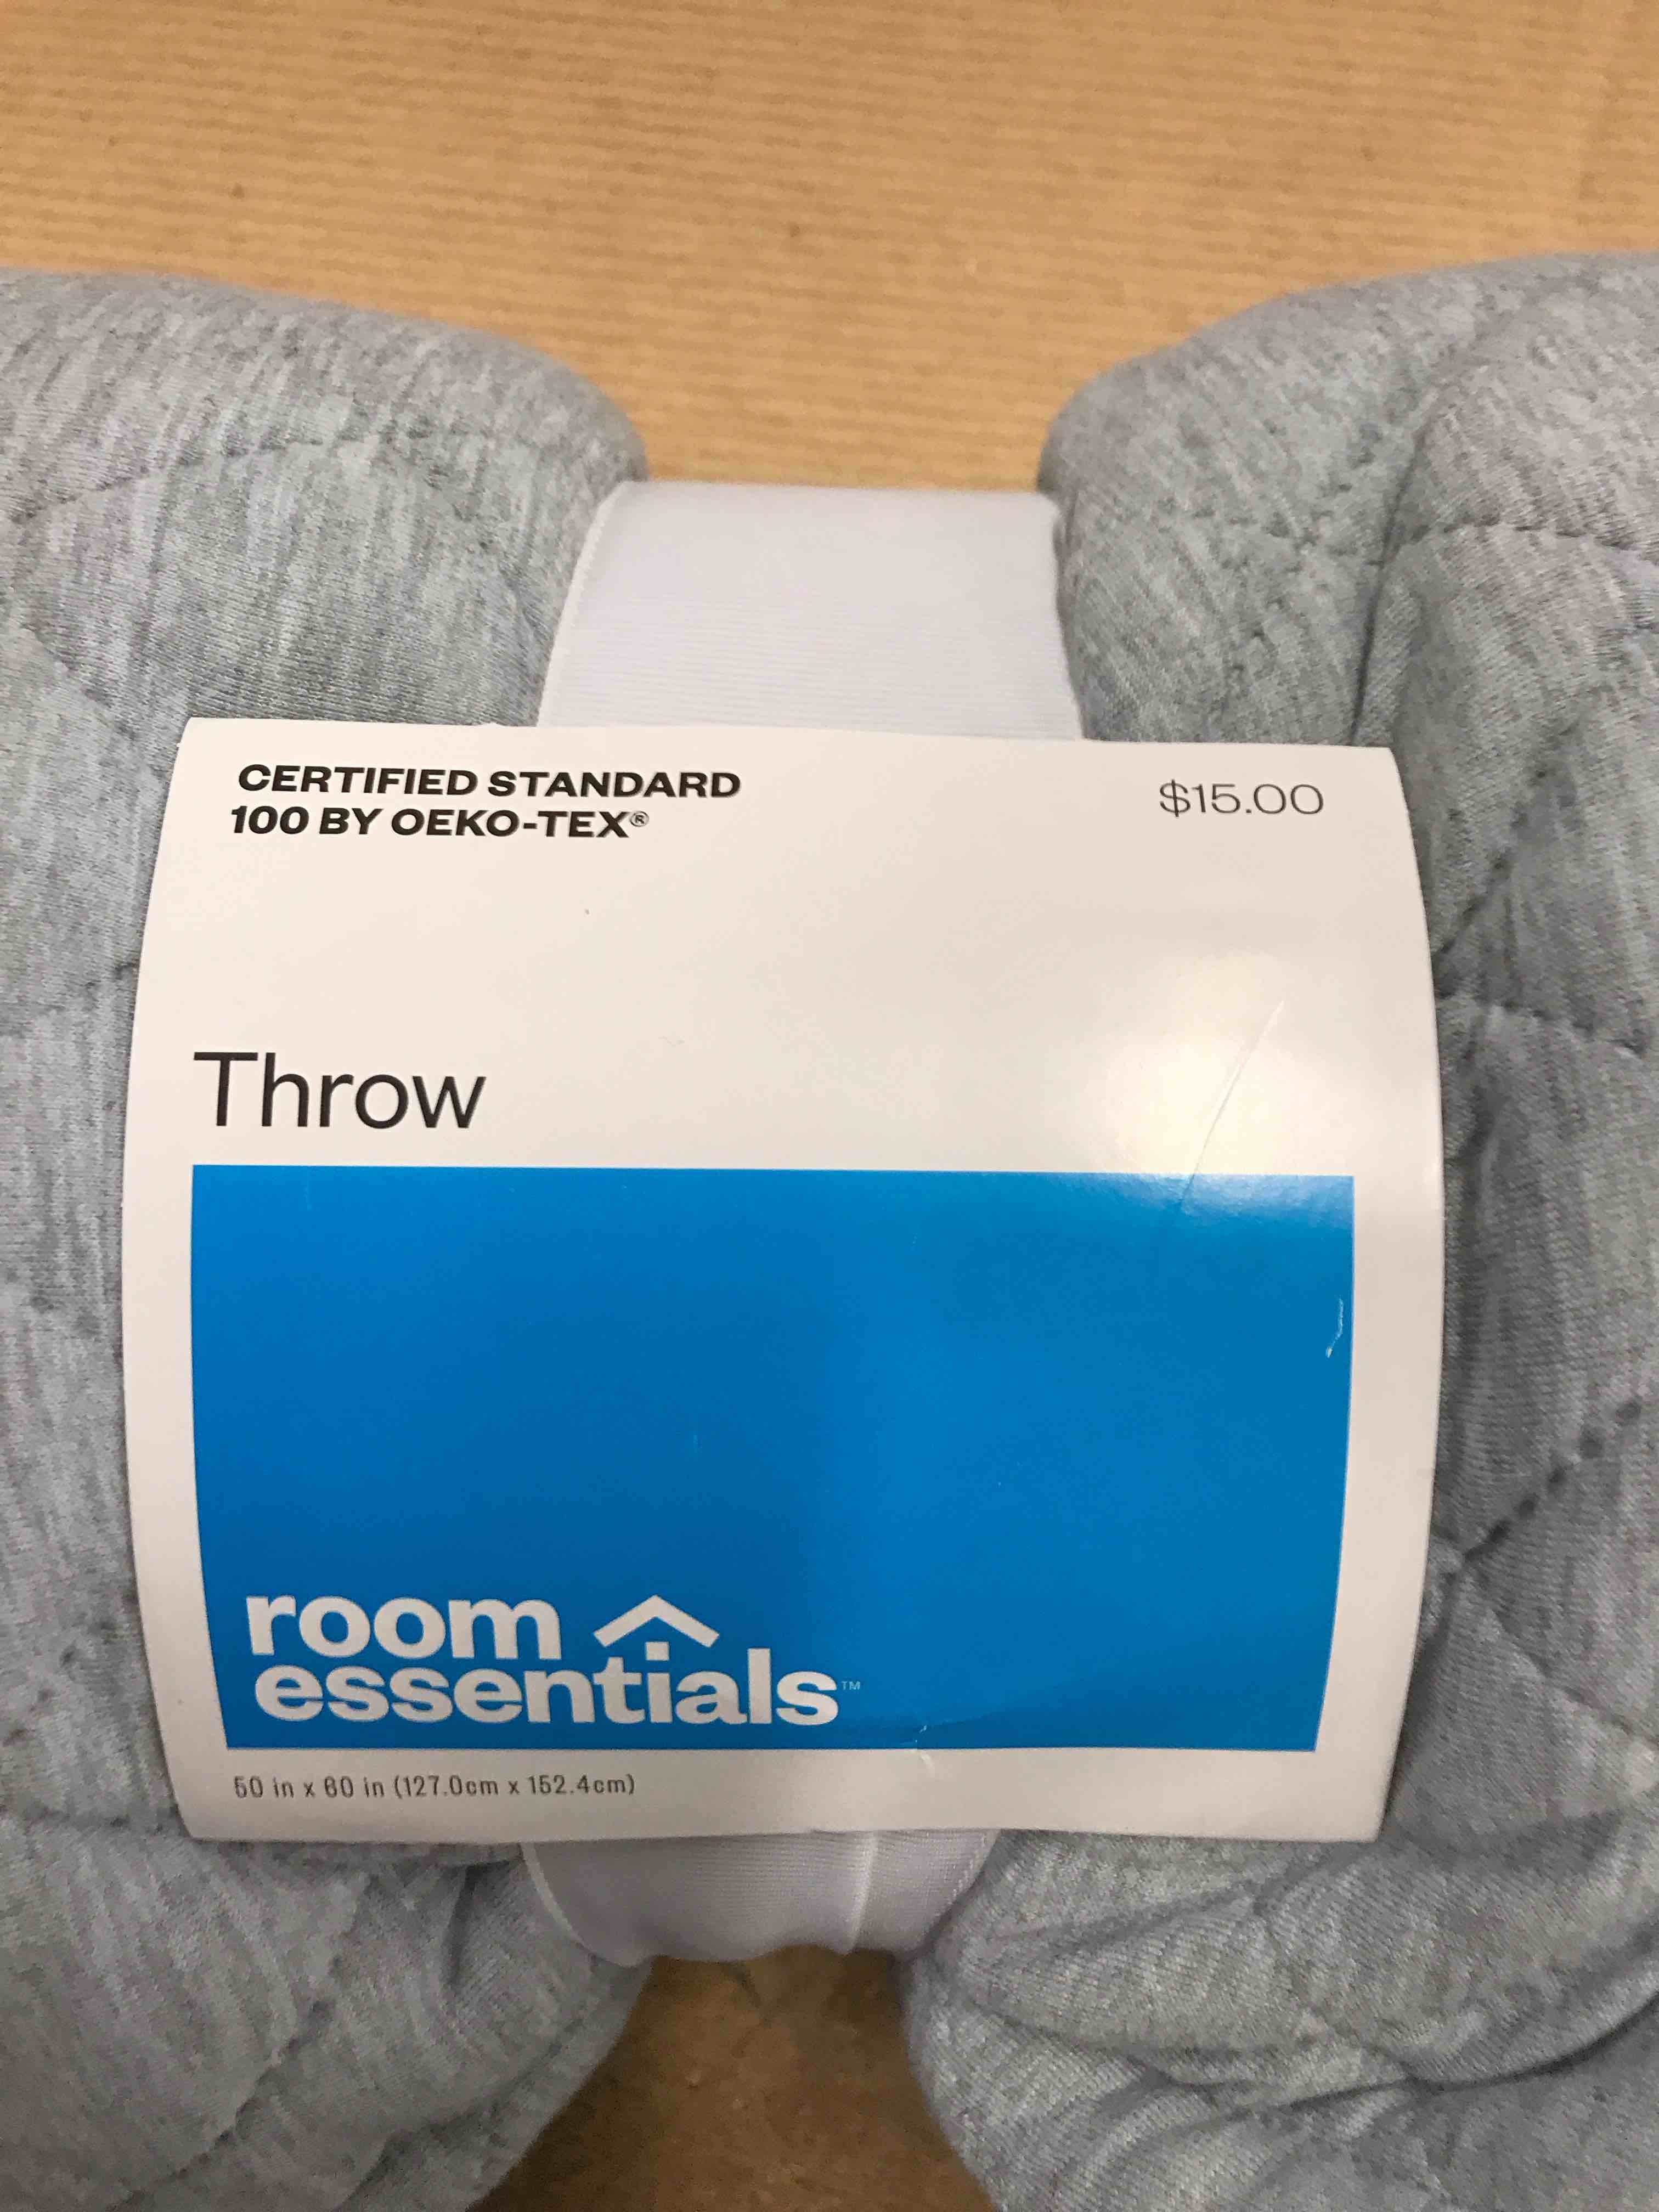 CERTIFIED STANDARD
100 BY OEKO-TEX®
$15.00
Throw
room
essentials™
50 in x 60 in (127.0cm x 152.4cm)